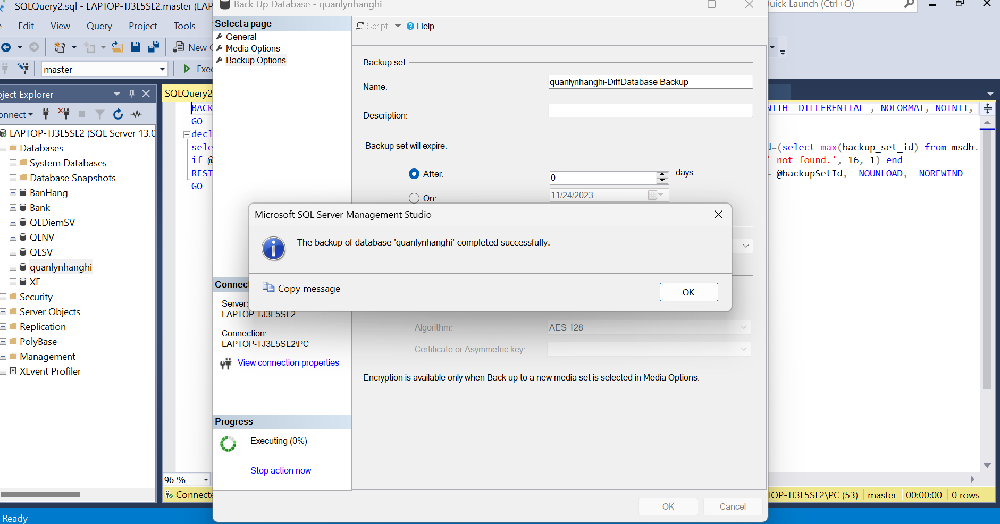 SQLQuery2.sql - LAPTOP-TJ3L5SL2.master (LAP
Back Up Database - quanlynhanghi
Quick Launch (Ctrl+Q)
Edit View Query Project Tools
New
master
Exec
Object Explorer
Connect
LAPTOP-TJ3L5SL2 (SQL Server 13.0
Databases
System Databases
Database Snapshots
BanHang
Bank
QLDiemSV
QLNV
QLSV
quanlynhanghi
XE
Security
Server Objects
Replication
PolyBase
Management
XEvent Profiler
SQLQuery2
BACK
GO
decl
sele
if @
REST
GO
96 %
Connecte
Select a page
General
Media Options
Backup Options
Connec
Server:
LAPTOP-TJ3L5SL2
Connection:
LAPTOP-TJ3L5SL2\PC
View connection properties
Progress
Executing (0%)
Stop action now
Script Help
Backup set
Name: quanlynhanghi-DiffDatabase Backup
Description:
Backup set will expire:
After: 0 days
On: 11/24/2023
Microsoft SQL Server Management Studio
The backup of database 'quanlynhanghi' completed successfully.
Copy message
OK
Algorithm: AES 128
Certificate or Asymmetric key:
Encryption is available only when Back up to a new media set is selected in Media Options.
OK Cancel
WITH DIFFERENTIAL , NOFORMAT, NOINIT,
d=(select max(backup_set_id) from msdb.
' not found.', 16, 1) end
= @backupSetId, NOUNLOAD, NOREWIND
TOP-TJ3L5SL2\PC (53) master 00:00:00 0 rows
Ready